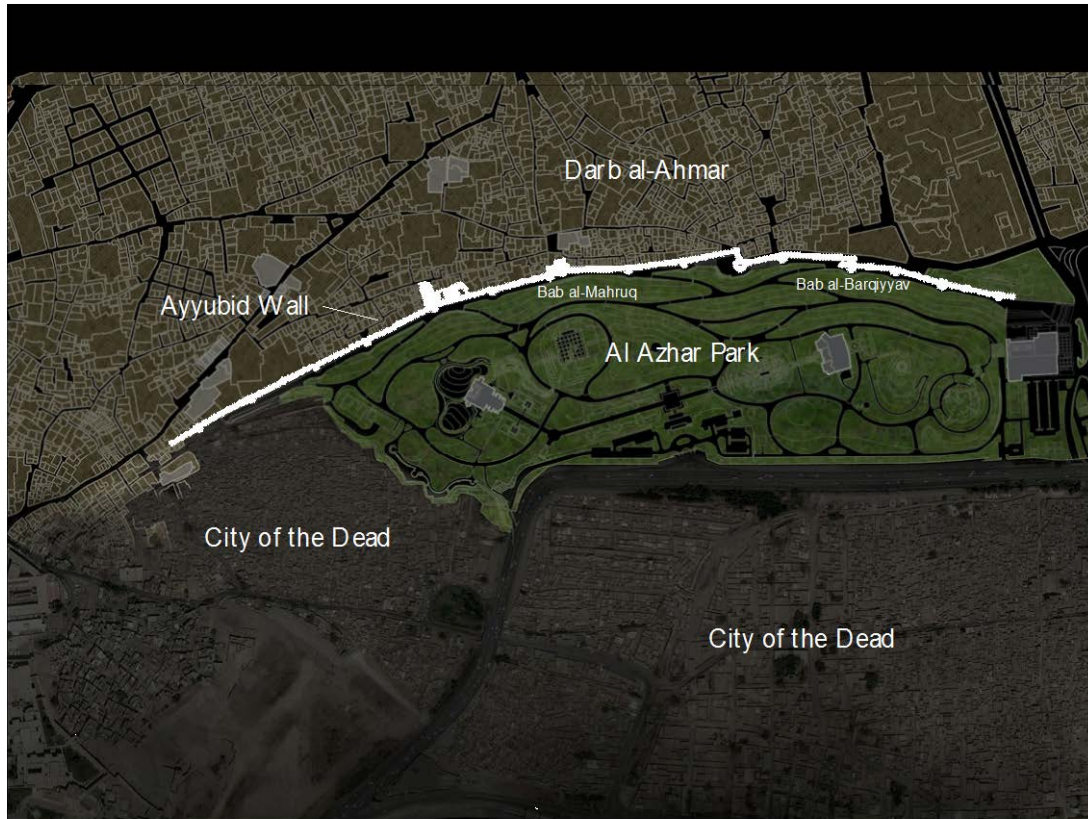 Darb al-Ahmar
Bab al-Barqiyyav
Bab al-Mahruq
Ayyubid Wall
Al Azhar Park
City of the Dead
City of the Dead